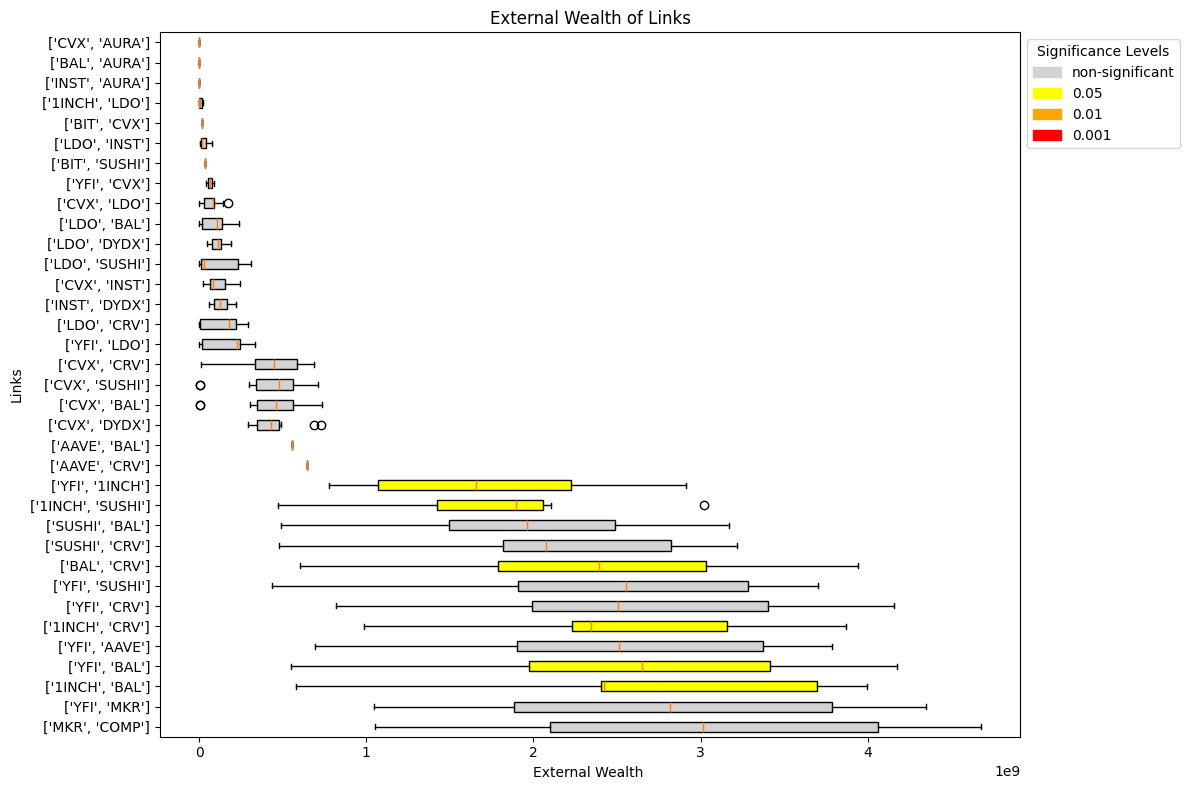 External Wealth of Links
['CVX', 'AURA']
['BAL', 'AURA']
['INST', 'AURA']
['1INCH', 'LDO']
['BIT', 'CVX']
['LDO', 'INST']
['BIT', 'SUSHI']
['YFI', 'CVX']
['CVX', 'LDO']
['LDO', 'BAL']
['LDO', 'DYDX']
['LDO', 'SUSHI']
['CVX', 'INST']
['INST', 'DYDX']
['LDO', 'CRV']
['YFI', 'LDO']
['CVX', 'CRV']
['CVX', 'SUSHI']
['CVX', 'BAL']
['CVX', 'DYDX']
['AAVE', 'BAL']
['AAVE', 'CRV']
['YFI', '1INCH']
['1INCH', 'SUSHI']
['SUSHI', 'BAL']
['SUSHI', 'CRV']
['BAL', 'CRV']
['YFI', 'SUSHI']
['YFI', 'CRV']
['1INCH', 'CRV']
['YFI', 'AAVE']
['YFI', 'BAL']
['1INCH', 'BAL']
['YFI', 'MKR']
['MKR', 'COMP']
Links
0 1 2 3 4
1e9
External Wealth
Significance Levels
non-significant
0.05
0.01
0.001